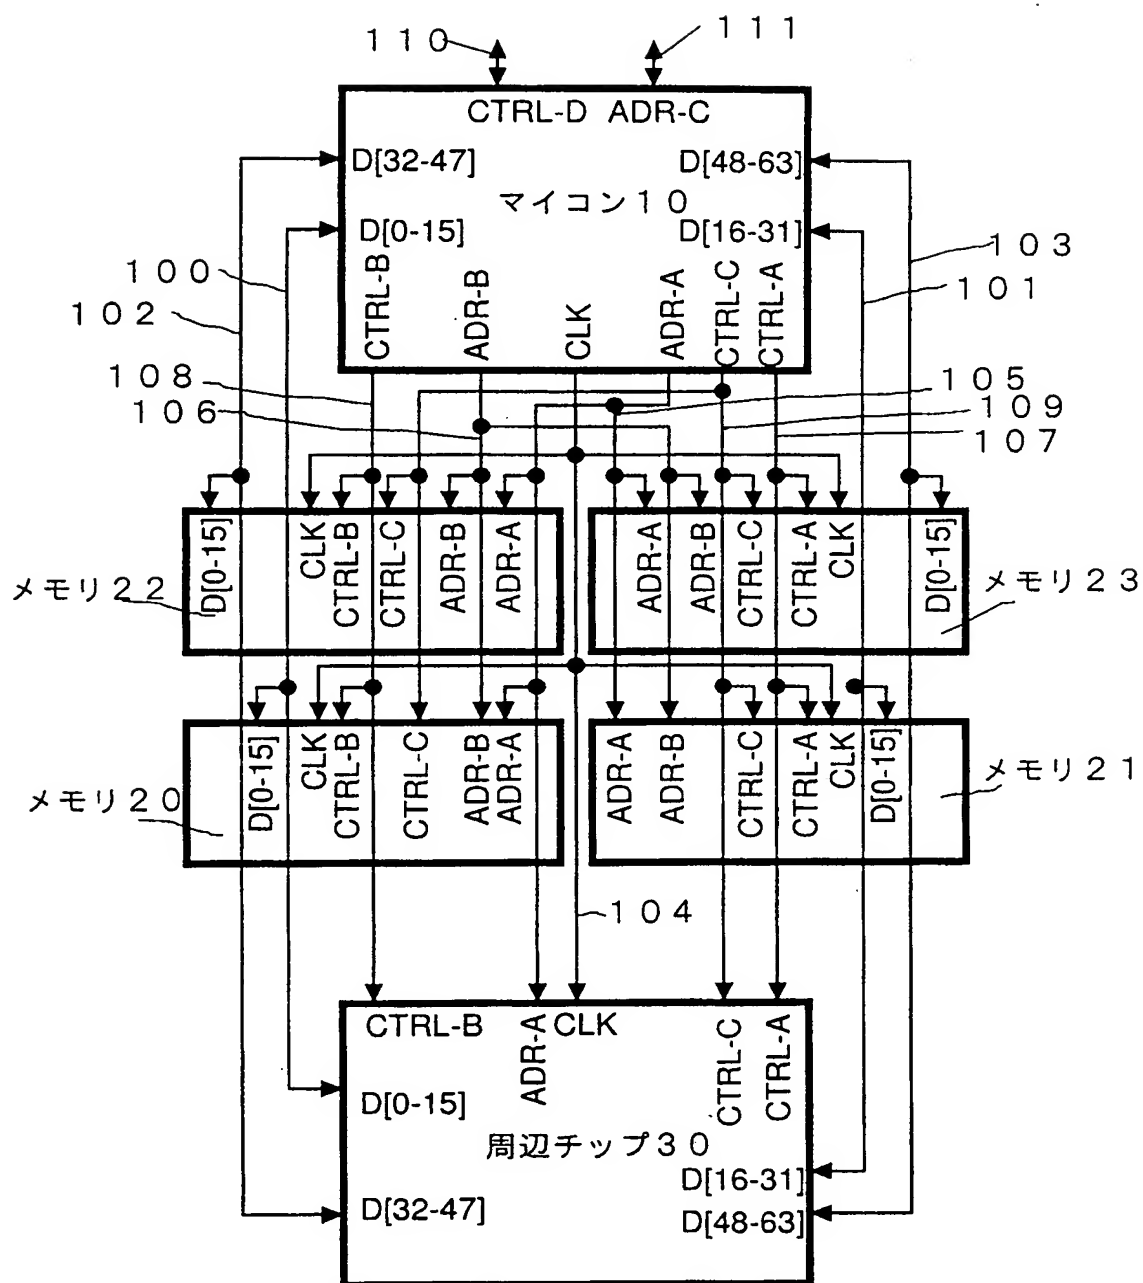 １１０
１１１
CTRL-D ADR-C
D[32-47]
D[48-63]
マイコン１０
D[0-15]
D[16-31]
１００
１０３
１０２
１０１
CTRL-B
ADR-B
CLK
ADR-A
CTRL-C
CTRL-A
１０８
１０５
１０６
１０９
１０７
D[0-15]
CLK
CTRL-B
CTRL-C
ADR-B
ADR-A
ADR-A
ADR-B
CTRL-C
CTRL-A
CLK
D[0-15]
メモリ２２
メモリ２３
D[0-15]
CLK
CTRL-B
CTRL-C
ADR-B
ADR-A
ADR-A
ADR-B
CTRL-C
CTRL-A
CLK
D[0-15]
メモリ２０
メモリ２１
１０４
CTRL-B
ADR-A
CLK
CTRL-C
CTRL-A
D[0-15]
周辺チップ３０
D[16-31]
D[32-47]
D[48-63]